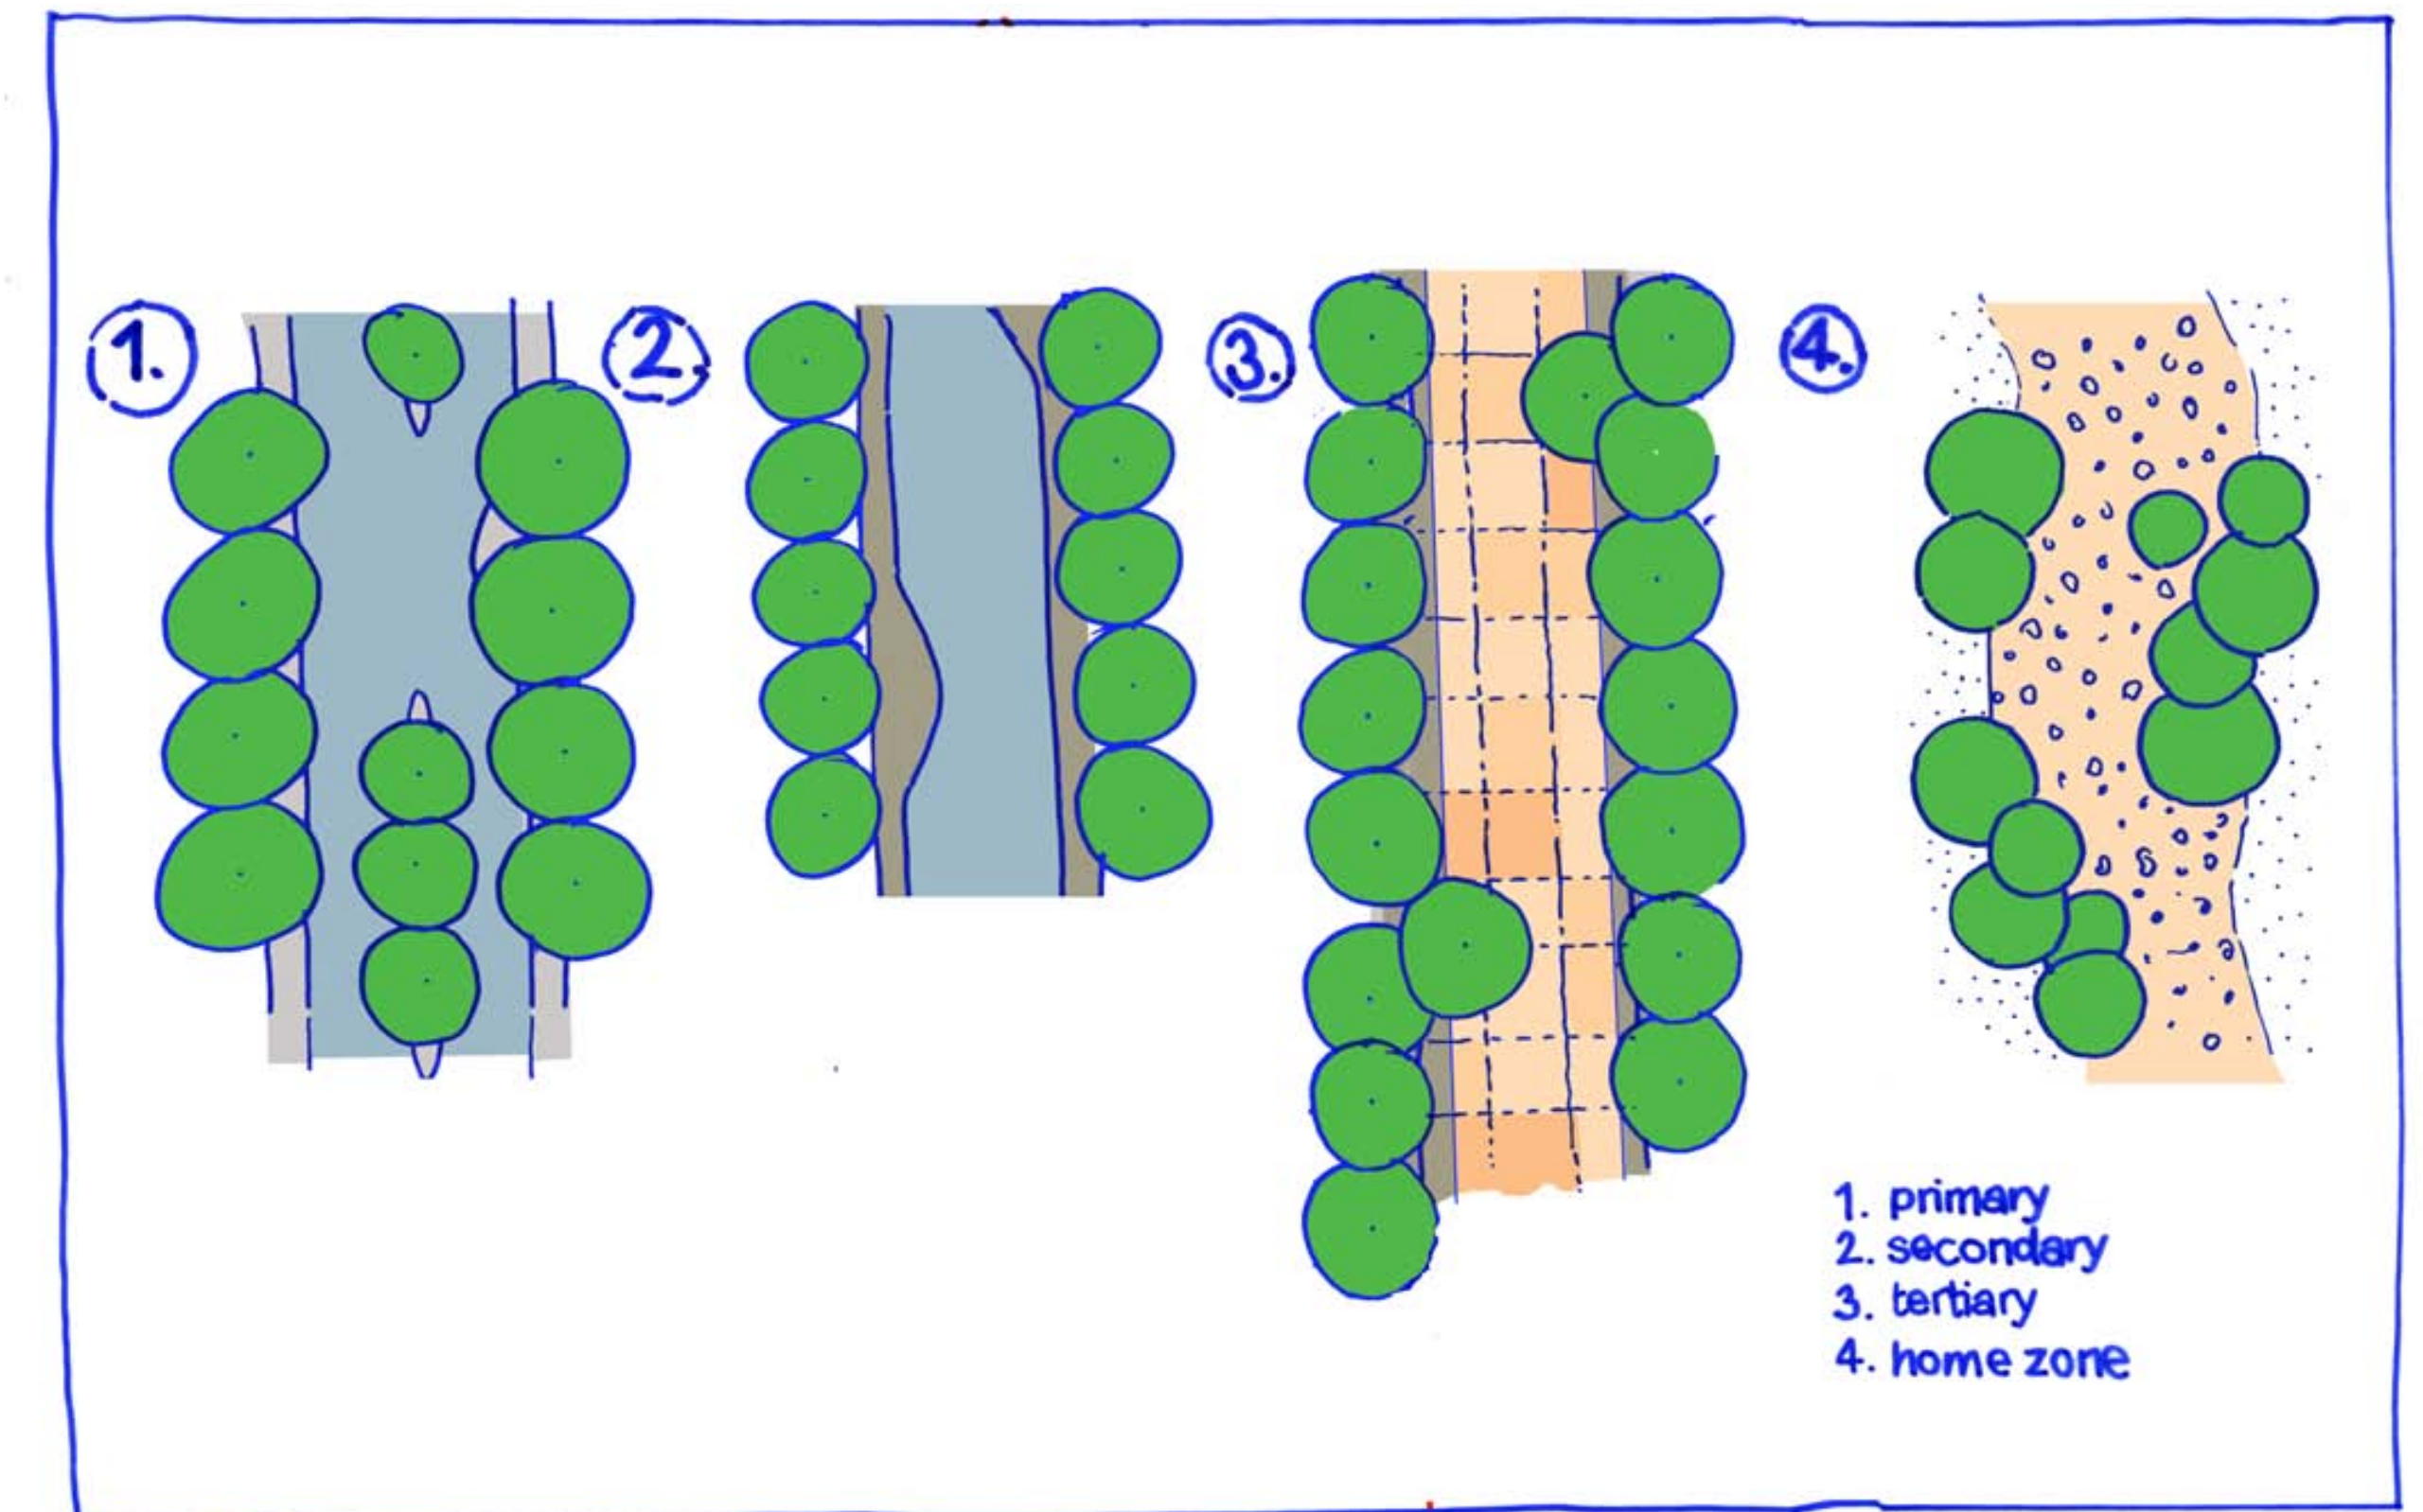 1.
2.
3.
4.
1. primary
2. secondary
3. tertiary
4. home zone